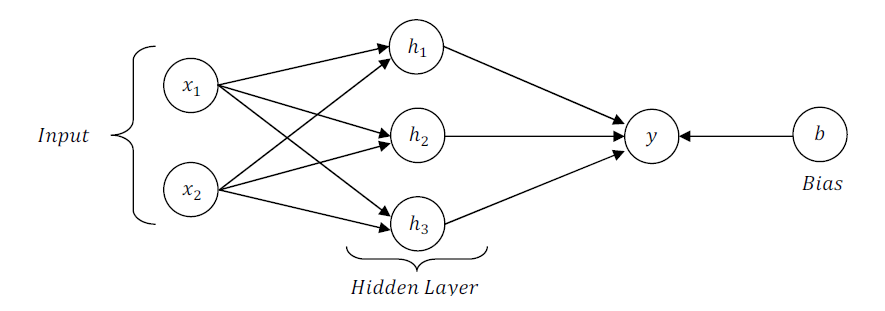 Input
x₁
x₂
h₁
h₂
h₃
Hidden Layer
y
b
Bias